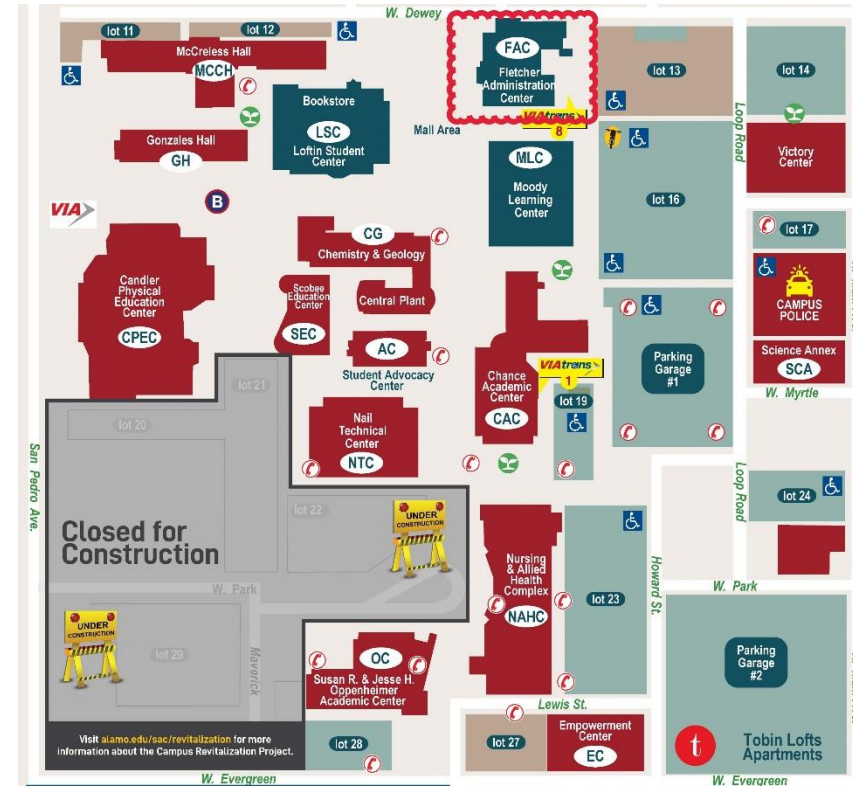 W. Dewey
lot 11
lot 12
McCreless Hall
MCCH
FAC
Fletcher
Administration
Center
lot 13
lot 14
Bookstore
LSC
Loftin Student
Center
Mall Area
VIAtrans
8
Loop Road
Gonzales Hall
GH
MLC
Moody
Learning
Center
Victory
Center
lot 16
VIA
B
lot 17
CG
Chemistry & Geology
Candler
Physical
Education
Center
CPEC
Scobee
Education
Center
SEC
Central Plant
CAMPUS
POLICE
AC
Student Advocacy
Center
Chance
Academic
Center
CAC
VIAtrans
1
lot 19
Parking
Garage
#1
Science Annex
SCA
W. Myrtle
lot 21
lot 20
Nail
Technical
Center
NTC
San Pedro Ave.
Loop Road
lot 24
lot 22
UNDER
CONSTRUCTION
Closed for
Construction
Nursing
& Allied
Health
Complex
NAHC
Howard St.
lot 23
W. Park
W. Park
UNDER
CONSTRUCTION
lot 29
Maverick
OC
Susan R. & Jesse H.
Oppenheimer
Academic Center
Parking
Garage
#2
Lewis St.
Visit alamo.edu/sac/revitalization for more
information about the Campus Revitalization Project.
lot 28
lot 27
Empowerment
Center
EC
t
Tobin Lofts
Apartments
W. Evergreen
W. Evergreen